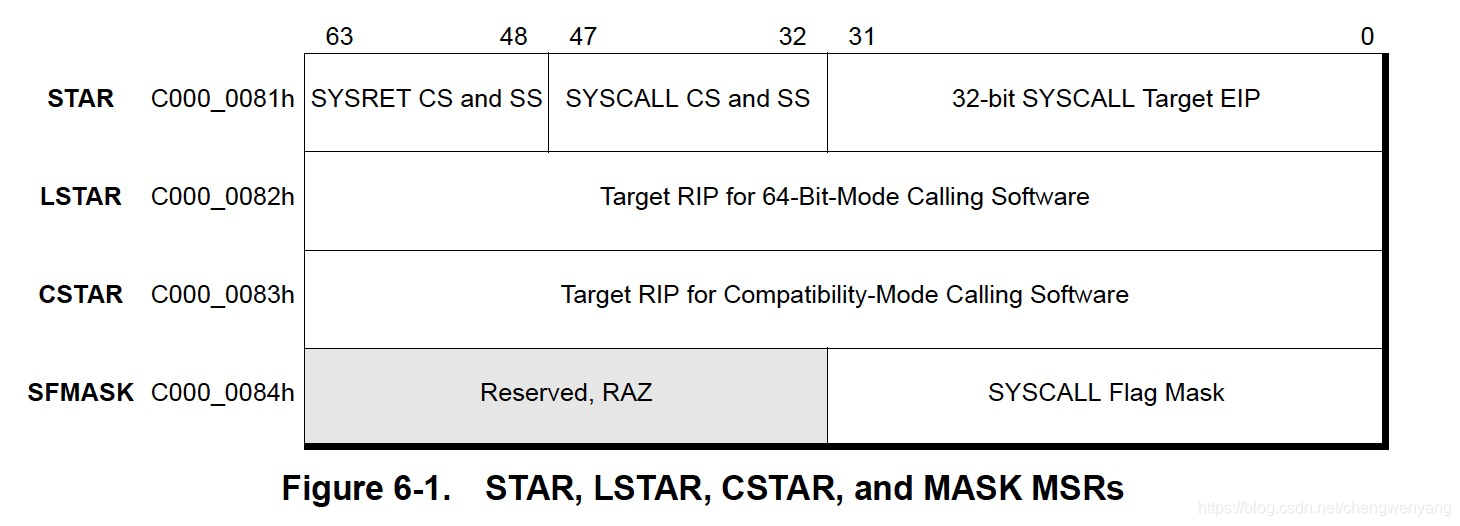 63 48 47 32 31 0
STAR C000_0081h SYSRET CS and SS SYSCALL CS and SS 32-bit SYSCALL Target EIP
LSTAR C000_0082h Target RIP for 64-Bit-Mode Calling Software
CSTAR C000_0083h Target RIP for Compatibility-Mode Calling Software
SFMASK C000_0084h Reserved, RAZ SYSCALL Flag Mask
Figure 6-1. STAR, LSTAR, CSTAR, and MASK MSRs
https://blog.csdn.net/chengwenyang